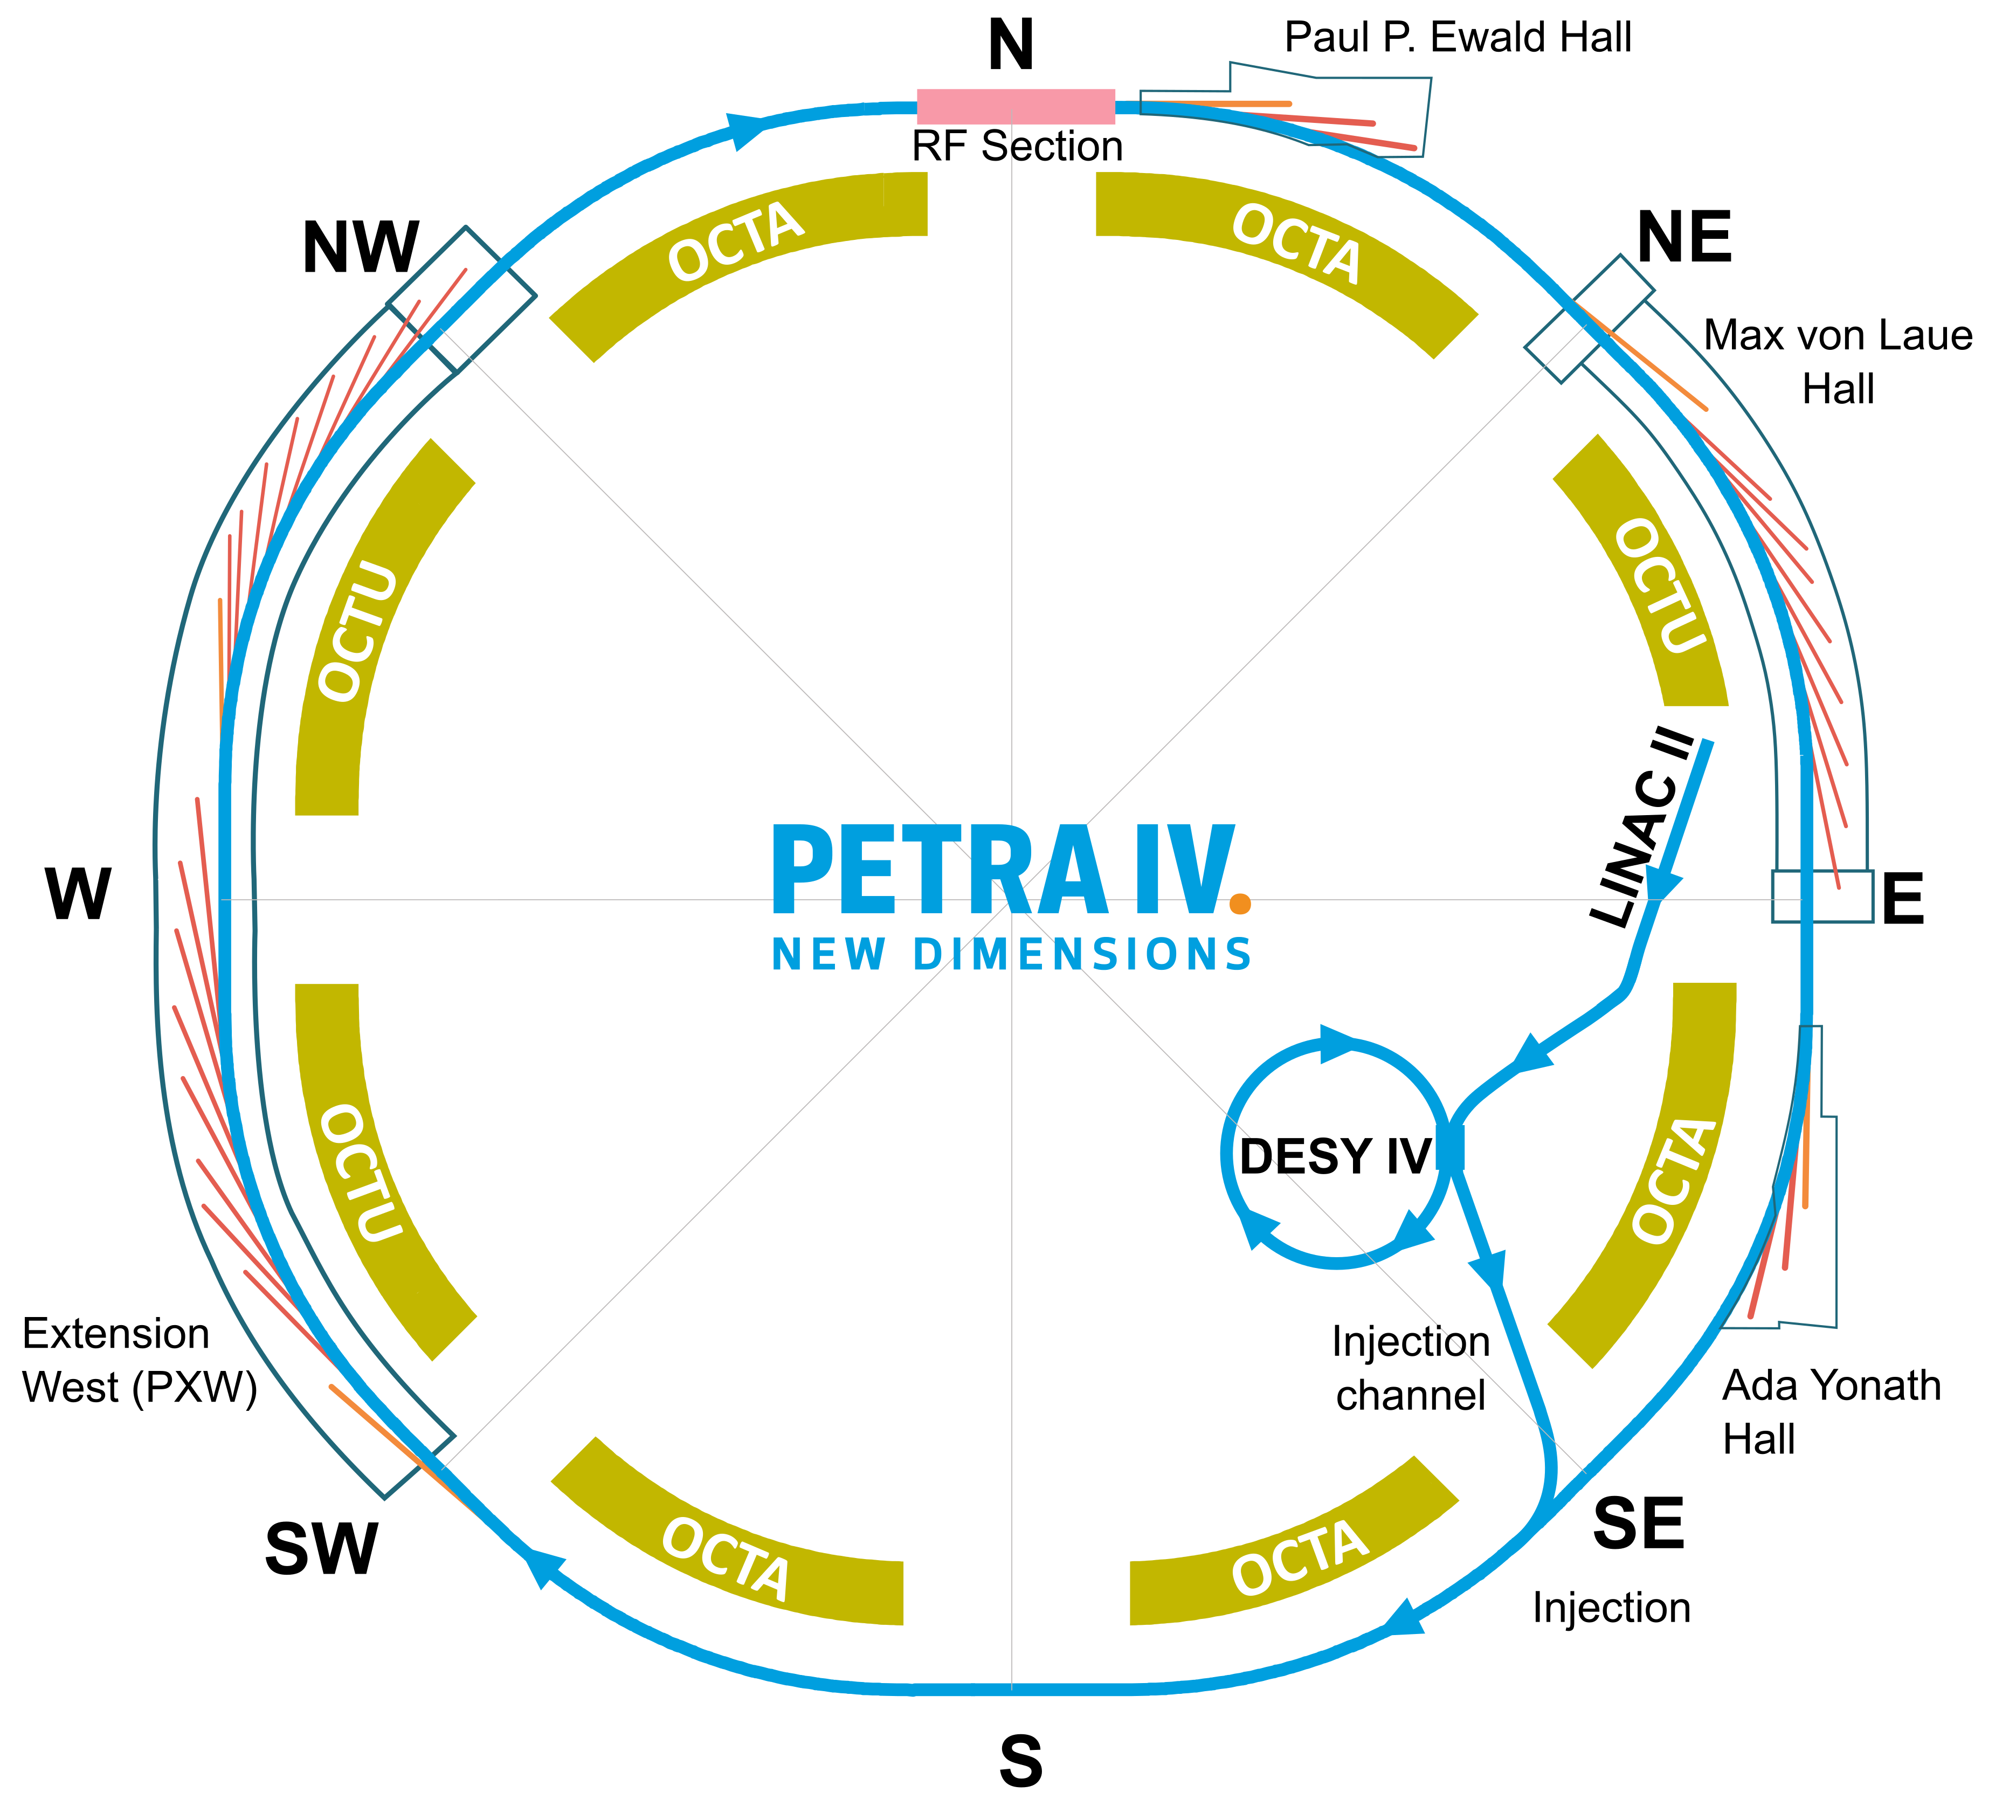 N
Paul P. Ewald Hall
RF Section
NW
NE
OCTA
OCTA
Max von Laue
Hall
OCTU
OCTU
LINAC III
PETRA IV.
NEW DIMENSIONS
W
E
DESY IV
OCTU
OCTA
Extension
West (PXW)
Injection
channel
Ada Yonath
Hall
SW
SE
OCTA
OCTA
Injection
S